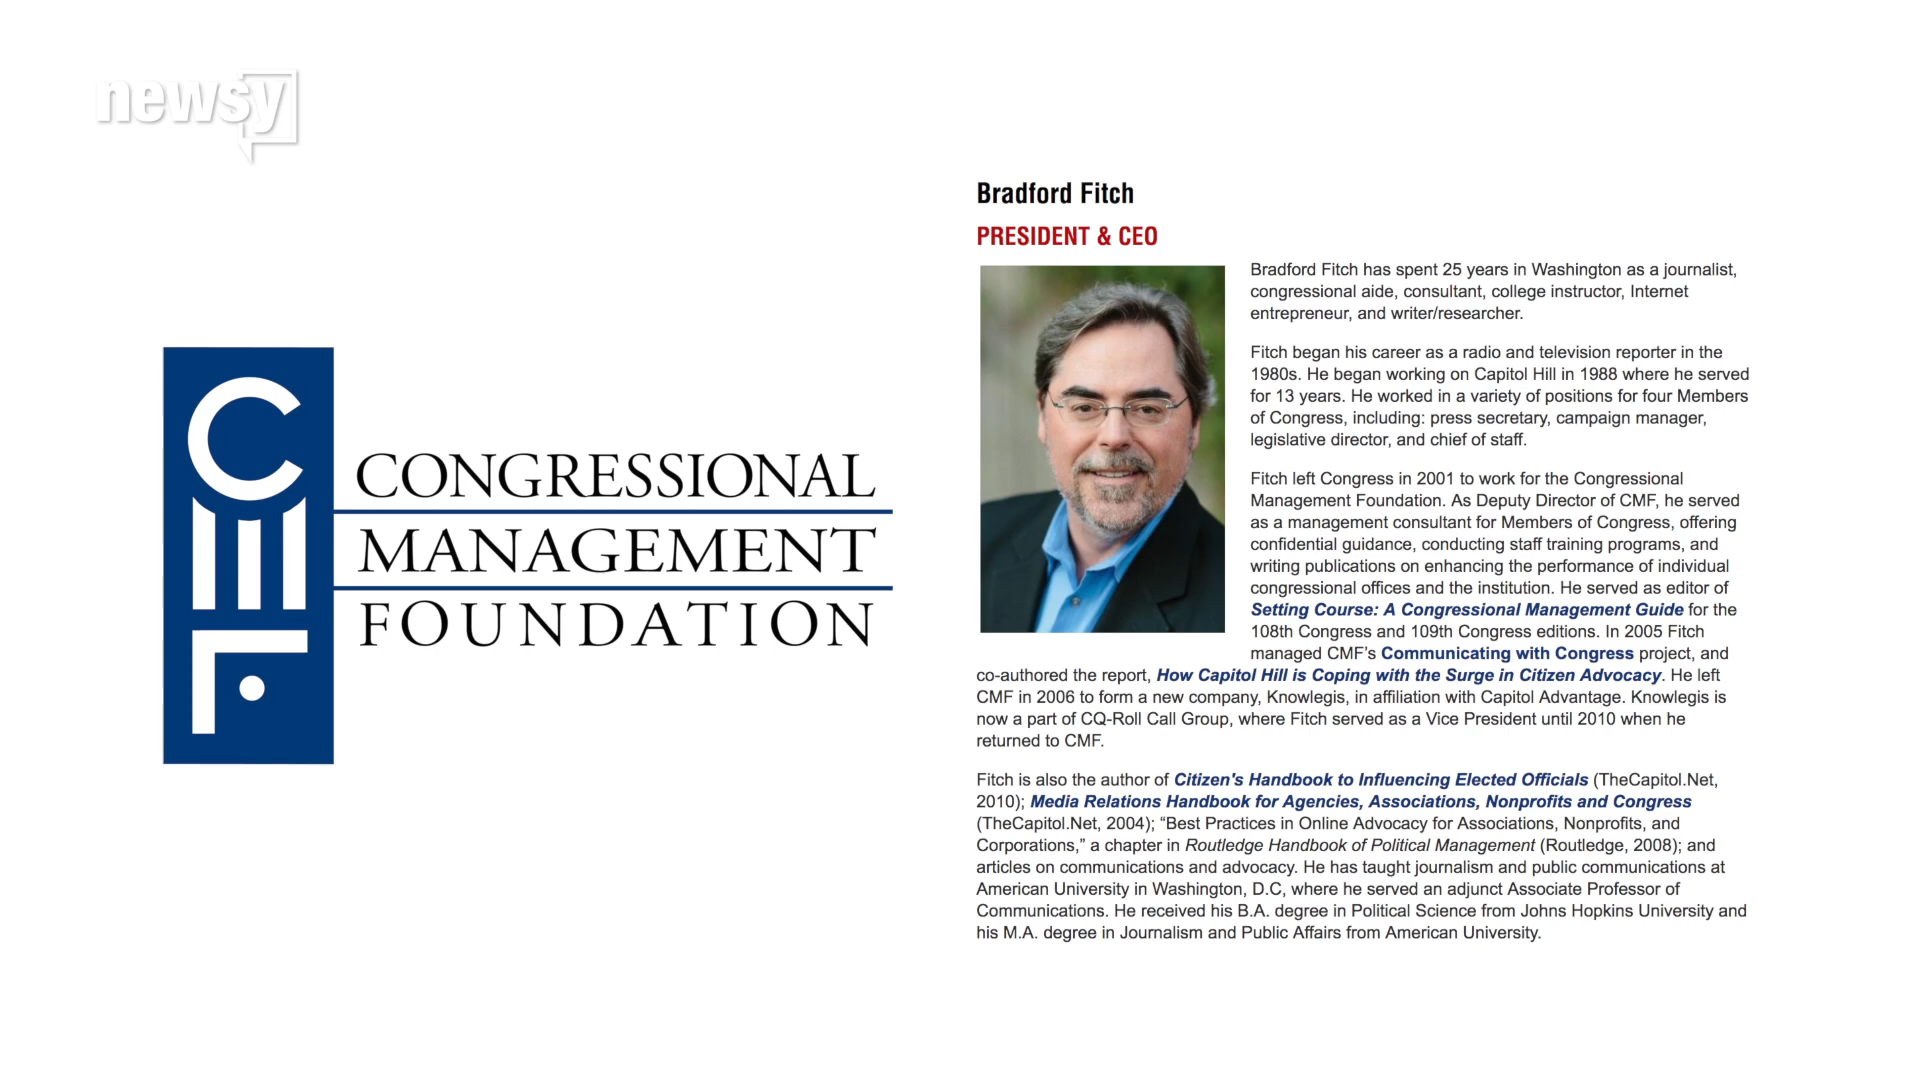 newsy
CMF
CONGRESSIONAL
MANAGEMENT
FOUNDATION
Bradford Fitch
PRESIDENT & CEO
Bradford Fitch has spent 25 years in Washington as a journalist,
congressional aide, consultant, college instructor, Internet
entrepreneur, and writer/researcher.
Fitch began his career as a radio and television reporter in the
1980s. He began working on Capitol Hill in 1988 where he served
for 13 years. He worked in a variety of positions for four Members
of Congress, including: press secretary, campaign manager,
legislative director, and chief of staff.
Fitch left Congress in 2001 to work for the Congressional
Management Foundation. As Deputy Director of CMF, he served
as a management consultant for Members of Congress, offering
confidential guidance, conducting staff training programs, and
writing publications on enhancing the performance of individual
congressional offices and the institution. He served as editor of
Setting Course: A Congressional Management Guide for the
108th Congress and 109th Congress editions. In 2005 Fitch
managed CMF's Communicating with Congress project, and
co-authored the report, How Capitol Hill is Coping with the Surge in Citizen Advocacy. He left
CMF in 2006 to form a new company, Knowlegis, in affiliation with Capitol Advantage. Knowlegis is
now a part of CQ-Roll Call Group, where Fitch served as a Vice President until 2010 when he
returned to CMF.
Fitch is also the author of Citizen's Handbook to Influencing Elected Officials (TheCapitol.Net,
2010); Media Relations Handbook for Agencies, Associations, Nonprofits and Congress
(TheCapitol.Net, 2004); “Best Practices in Online Advocacy for Associations, Nonprofits, and
Corporations,” a chapter in Routledge Handbook of Political Management (Routledge, 2008); and
articles on communications and advocacy. He has taught journalism and public communications at
American University in Washington, D.C, where he served an adjunct Associate Professor of
Communications. He received his B.A. degree in Political Science from Johns Hopkins University and
his M.A. degree in Journalism and Public Affairs from American University.